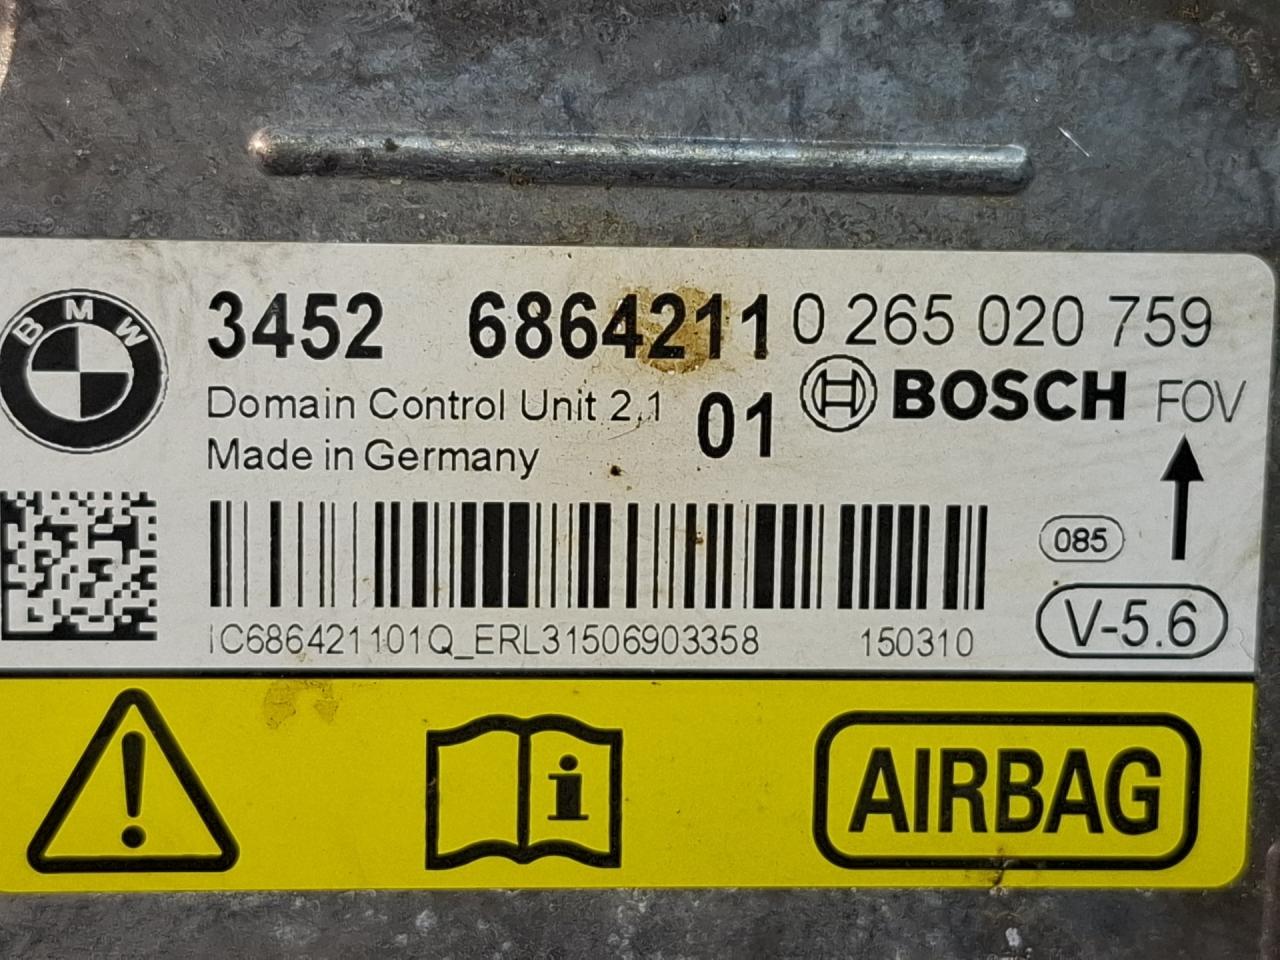 BMW
3452 6864211 0 265 020 759
Domain Control Unit 2.1 01 BOSCH FOV
Made in Germany
085
V-5.6
IC686421101Q_ERL31506903358 150310
i
AIRBAG